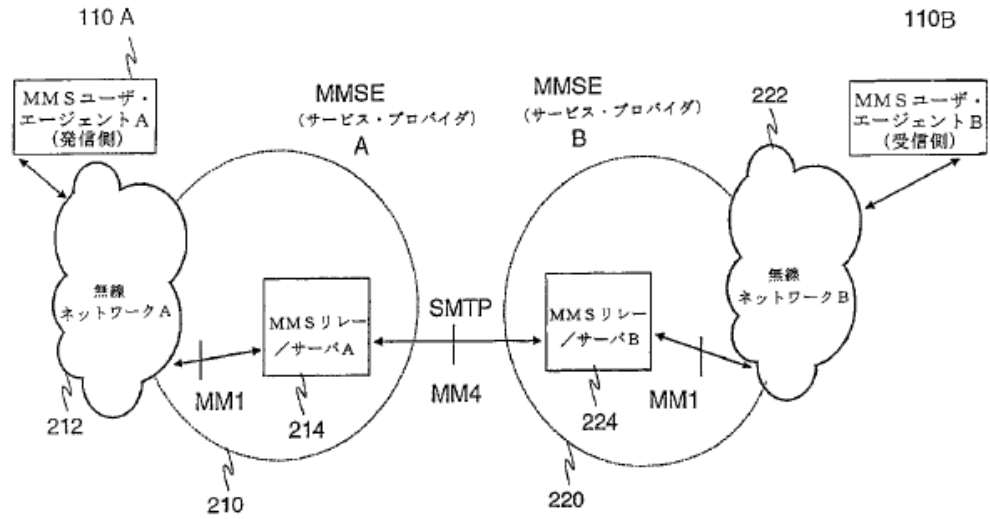 110 A
110B
MMSユーザ・
エージェントA
(発信側)
MMSE
(サービス・プロバイダ)
A
MMSE
(サービス・プロバイダ)
B
222
MMSユーザ・
エージェントB
(受信側)
無線
ネットワークA
MMSリレー
/サーバA
SMTP
MM4
MMSリレー
/サーバB
無線
ネットワークB
MM1
MM1
212
214
224
210
220